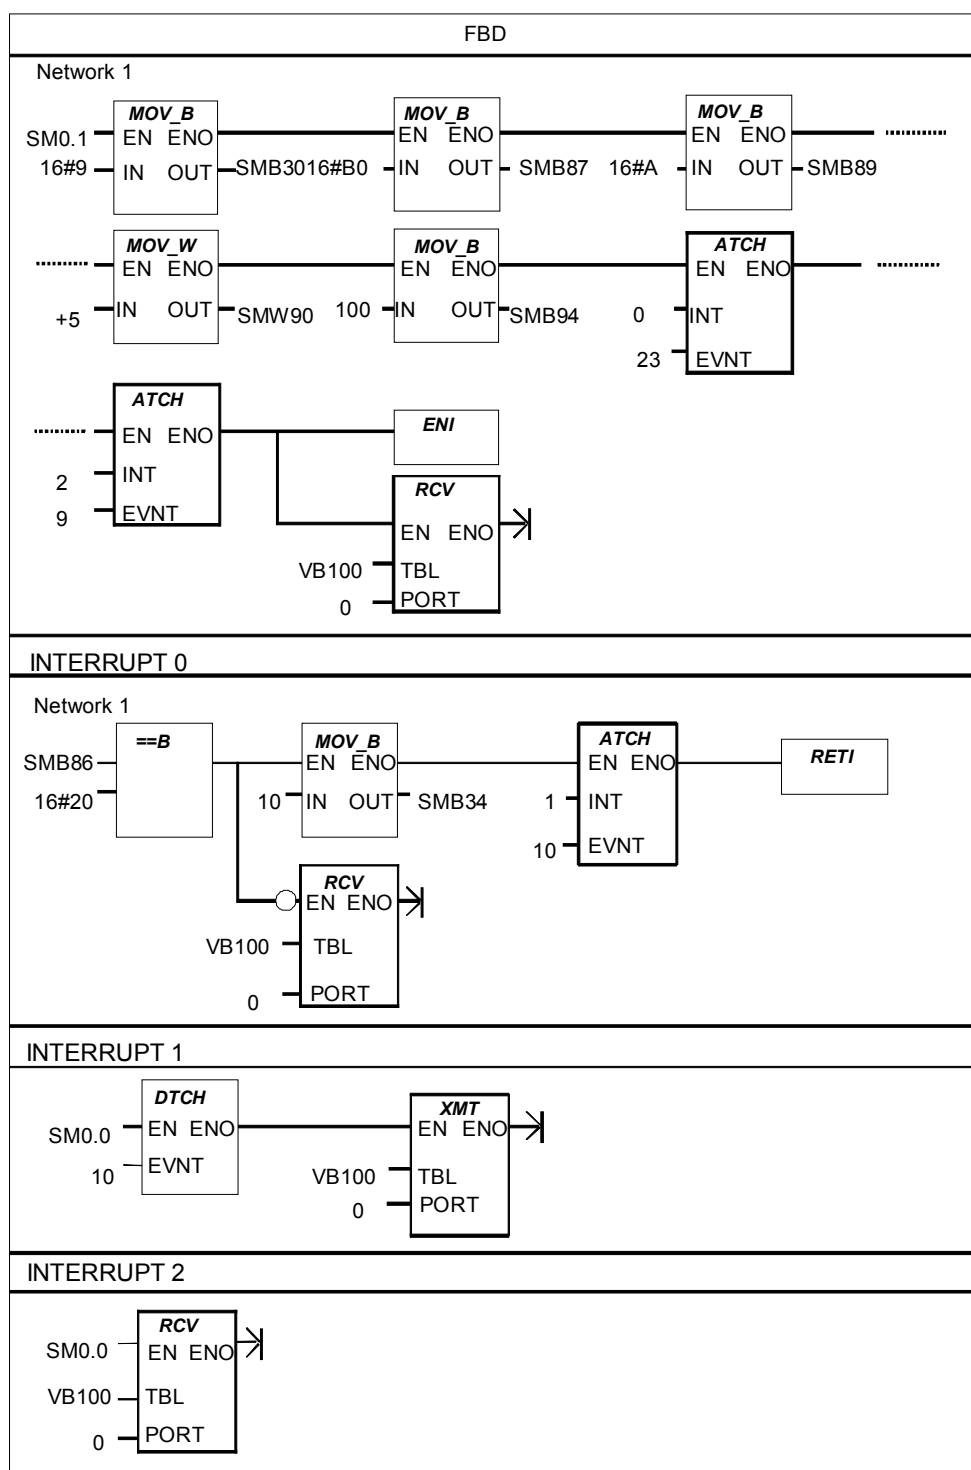 FBD
Network 1
MOV_B MOV_B MOV_B
SM0.1 EN ENO EN ENO EN ENO
16#9 IN OUT SMB3016#B0 IN OUT SMB87 16#A IN OUT SMB89
MOV_W MOV_B ATCH
EN ENO EN ENO EN ENO
+5 IN OUT SMW90 100 IN OUT SMB94 0 INT
23 EVNT
ATCH ENI
EN ENO
2 INT RCV
9 EVNT EN ENO
VB100 TBL
0 PORT
INTERRUPT 0
Network 1
==B MOV_B ATCH RETI
SMB86 EN ENO EN ENO
16#20 10 IN OUT SMB34 1 INT
10 EVNT
RCV
EN ENO
VB100 TBL
0 PORT
INTERRUPT 1
DTCH XMT
SM0.0 EN ENO EN ENO
10 EVNT VB100 TBL
0 PORT
INTERRUPT 2
RCV
SM0.0 EN ENO
VB100 TBL
0 PORT